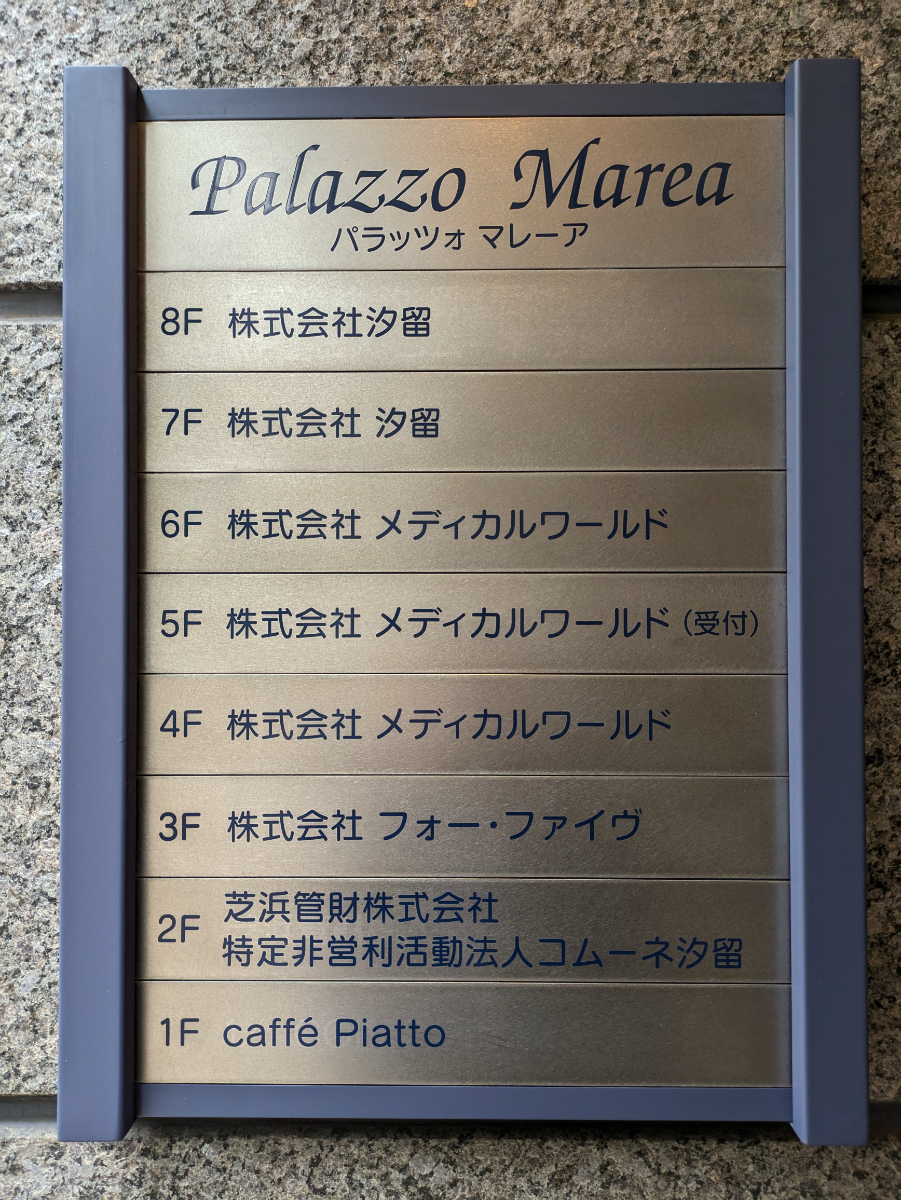 Palazzo Marea
パラッツォ マレーア
8F 株式会社汐留
7F 株式会社 汐留
6F 株式会社 メディカルワールド
5F 株式会社 メディカルワールド（受付）
4F 株式会社 メディカルワールド
3F 株式会社 フォー・ファイヴ
2F 芝浜管財株式会社
特定非営利活動法人コムーネ汐留
1F caffé Piatto